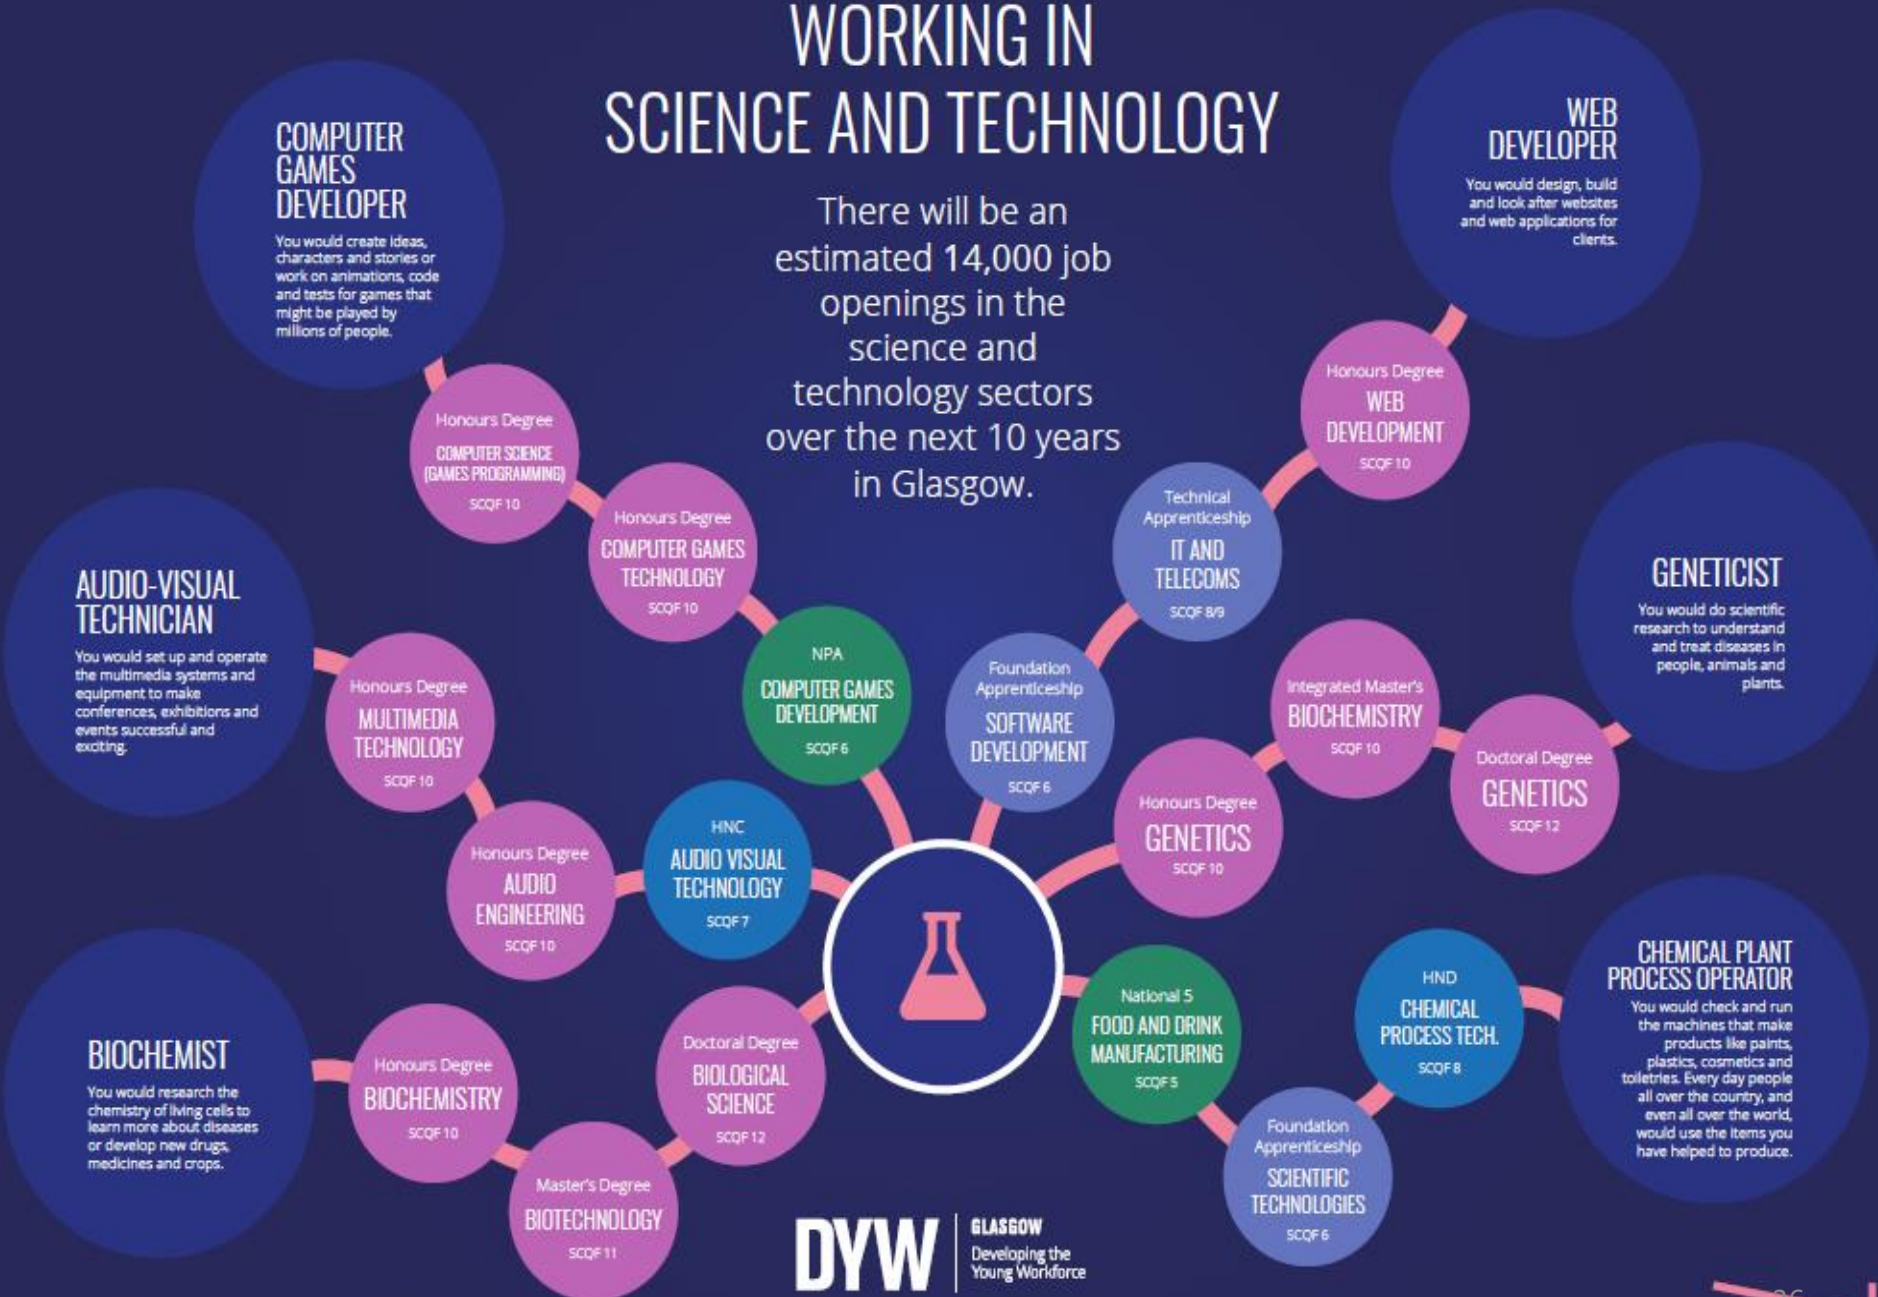 WORKING IN
SCIENCE AND TECHNOLOGY
There will be an
estimated 14,000 job
openings in the
science and
technology sectors
over the next 10 years
in Glasgow.
COMPUTER
GAMES
DEVELOPER
You would create ideas,
characters and stories or
work on animations, code
and tests for games that
might be played by
millions of people.
Honours Degree
COMPUTER SCIENCE
(GAMES PROGRAMMING)
SCQF 10
Honours Degree
COMPUTER GAMES
TECHNOLOGY
SCQF 10
NPA
COMPUTER GAMES
DEVELOPMENT
SCQF 6
WEB
DEVELOPER
You would design, build
and look after websites
and web applications for
clients.
Honours Degree
WEB
DEVELOPMENT
SCQF 10
Technical
Apprenticeship
IT AND
TELECOMS
SCQF 8/9
Foundation
Apprenticeship
SOFTWARE
DEVELOPMENT
SCQF 6
AUDIO-VISUAL
TECHNICIAN
You would set up and operate
the multimedia systems and
equipment to make
conferences, exhibitions and
events successful and
exciting.
Honours Degree
MULTIMEDIA
TECHNOLOGY
SCQF 10
Honours Degree
AUDIO
ENGINEERING
SCQF 10
HNC
AUDIO VISUAL
TECHNOLOGY
SCQF 7
GENETICIST
You would do scientific
research to understand
and treat diseases in
people, animals and
plants.
Honours Degree
GENETICS
SCQF 10
Integrated Master's
BIOCHEMISTRY
SCQF 10
Doctoral Degree
GENETICS
SCQF 12
BIOCHEMIST
You would research the
chemistry of living cells to
learn more about diseases
or develop new drugs,
medicines and crops.
Honours Degree
BIOCHEMISTRY
SCQF 10
Master's Degree
BIOTECHNOLOGY
SCQF 11
Doctoral Degree
BIOLOGICAL
SCIENCE
SCQF 12
National 5
FOOD AND DRINK
MANUFACTURING
SCQF 5
Foundation
Apprenticeship
SCIENTIFIC
TECHNOLOGIES
SCQF 6
HND
CHEMICAL
PROCESS TECH.
SCQF 8
CHEMICAL PLANT
PROCESS OPERATOR
You would check and run
the machines that make
products like paints,
plastics, cosmetics and
toiletries. Every day people
all over the country, and
even all over the world,
would use the items you
have helped to produce.
DYW
GLASGOW
Developing the
Young Workforce